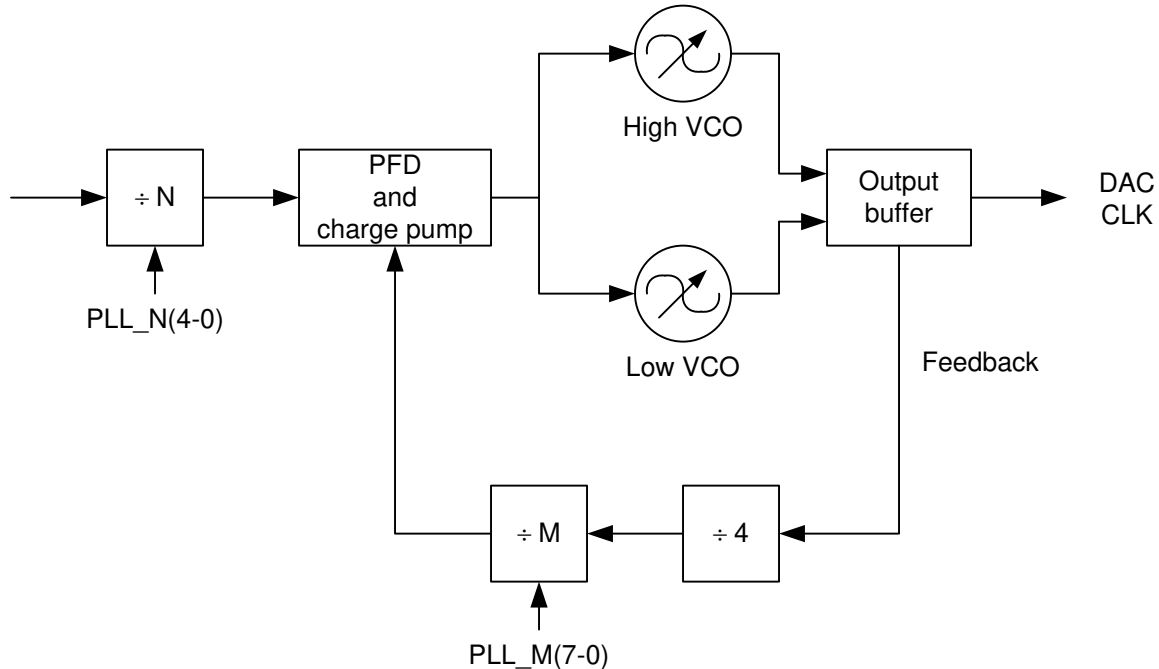 High VCO
÷ N
PFD
and
charge pump
Output
buffer
DAC
CLK
PLL_N(4-0)
Low VCO
Feedback
÷ M
÷ 4
PLL_M(7-0)